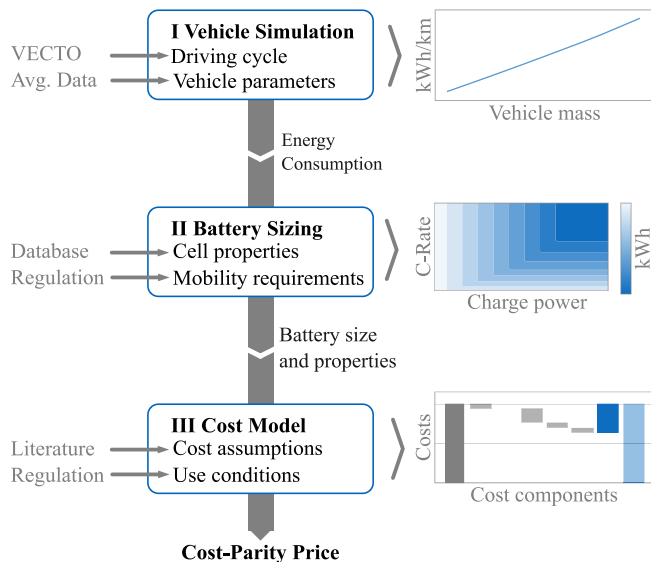 I Vehicle Simulation
VECTO
Driving cycle
Avg. Data
Vehicle parameters
kWh/km
Vehicle mass
Energy
Consumption
II Battery Sizing
Database
Cell properties
Regulation
Mobility requirements
C-Rate
Charge power
kWh
Battery size
and properties
III Cost Model
Literature
Cost assumptions
Regulation
Use conditions
Costs
Cost components
Cost-Parity Price